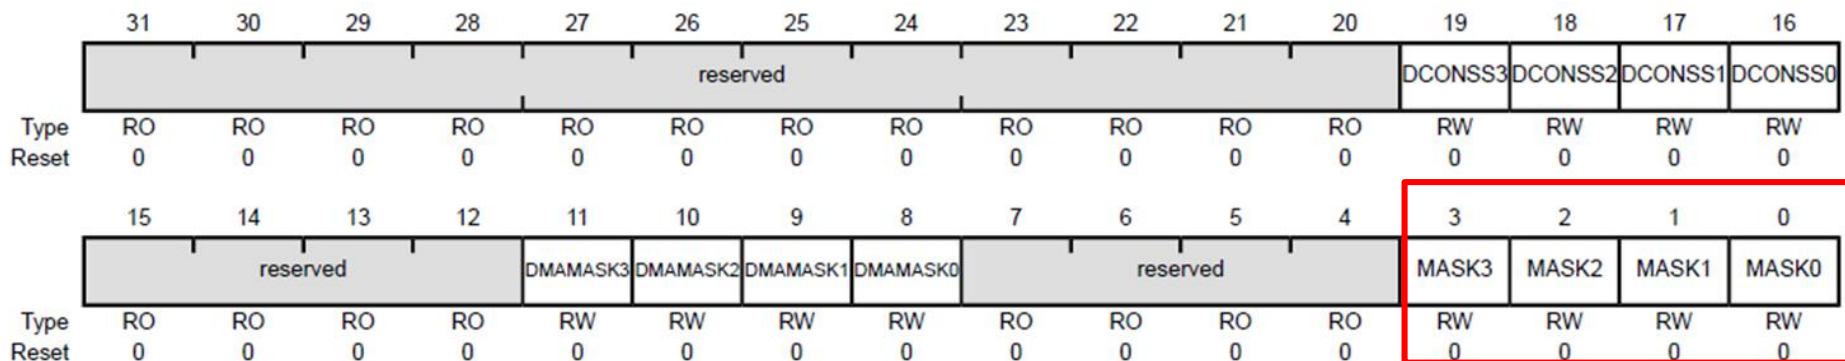 31 30 29 28 27 26 25 24 23 22 21 20 19 18 17 16
reserved DCONSS3 DCONSS2 DCONSS1 DCONSS0
Type RO RO RO RO RO RO RO RO RO RO RO RO RW RW RW RW
Reset 0 0 0 0 0 0 0 0 0 0 0 0 0 0 0 0
15 14 13 12 11 10 9 8 7 6 5 4 3 2 1 0
reserved DMAMASK3 DMAMASK2 DMAMASK1 DMAMASK0 reserved MASK3 MASK2 MASK1 MASK0
Type RO RO RO RO RW RW RW RW RO RO RO RO RW RW RW RW
Reset 0 0 0 0 0 0 0 0 0 0 0 0 0 0 0 0